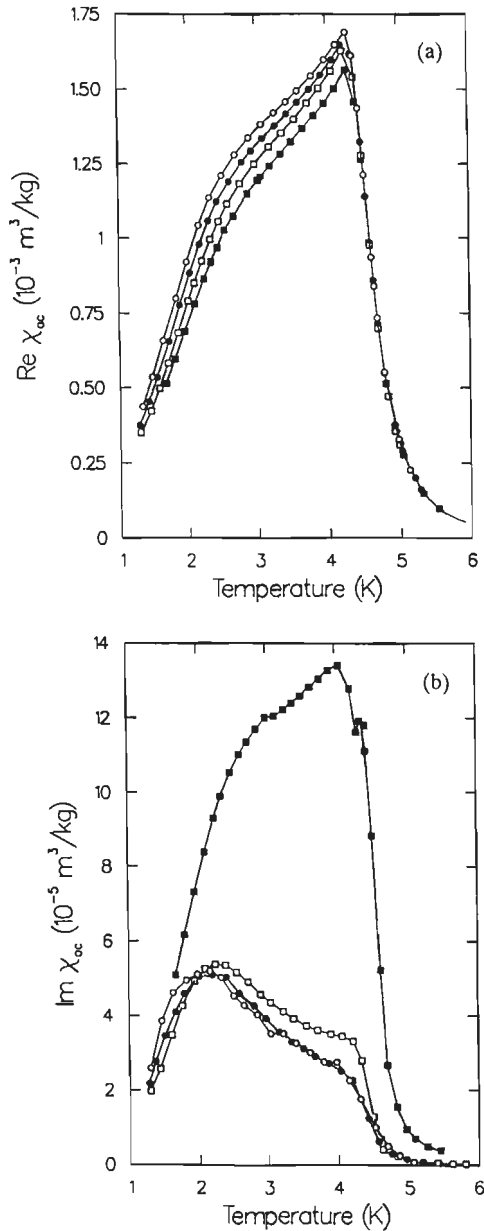 (a)
1.75
1.50
1.25
1
0.75
0.50
0.25
0
Re χac (10⁻³ m³/kg)
1 2 3 4 5 6
Temperature (K)
(b)
14
12
10
8
6
4
2
0
Im χac (10⁻⁵ m³/kg)
1 2 3 4 5 6
Temperature (K)